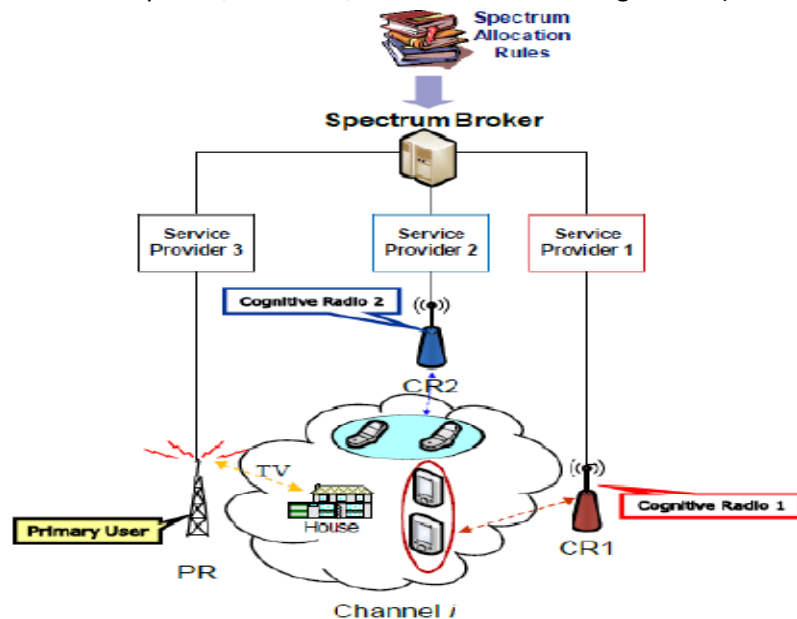 Spectrum
Allocation
Rules
Spectrum Broker
Service
Provider 3
Service
Provider 2
Service
Provider 1
Cognitive Radio 2
((o))
CR2
TV
House
((o))
Cognitive Radio 1
Primary User
PR
CR1
Channel i